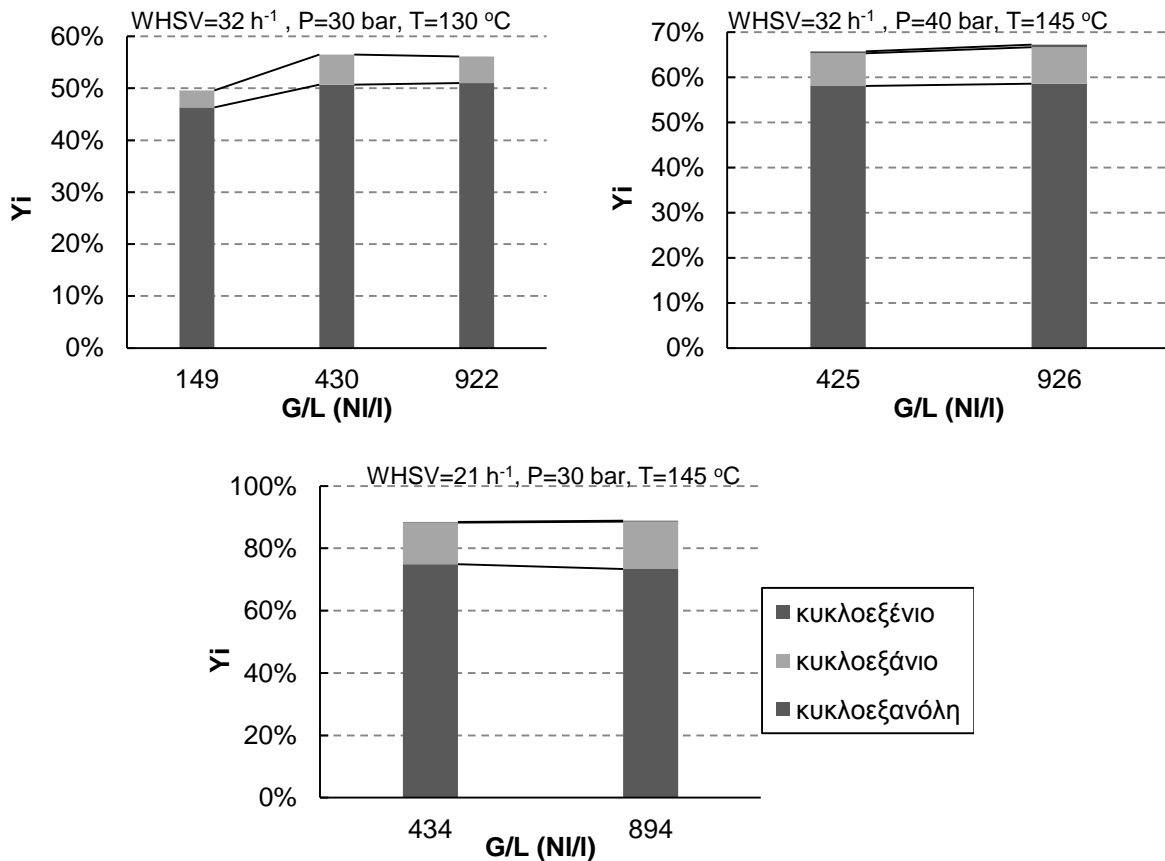 WHSV=32 h⁻¹ , P=30 bar, T=130 ºC
60%
50%
40%
30%
20%
10%
0%
Yi
149 430 922
G/L (Nl/l)
WHSV=32 h⁻¹, P=40 bar, T=145 ºC
70%
60%
50%
40%
30%
20%
10%
0%
Yi
425 926
G/L (Nl/l)
WHSV=21 h⁻¹, P=30 bar, T=145 ºC
100%
80%
60%
40%
20%
0%
Yi
434 894
G/L (Nl/l)
κυκλοεξένιο
κυκλοεξάνιο
κυκλοεξανόλη